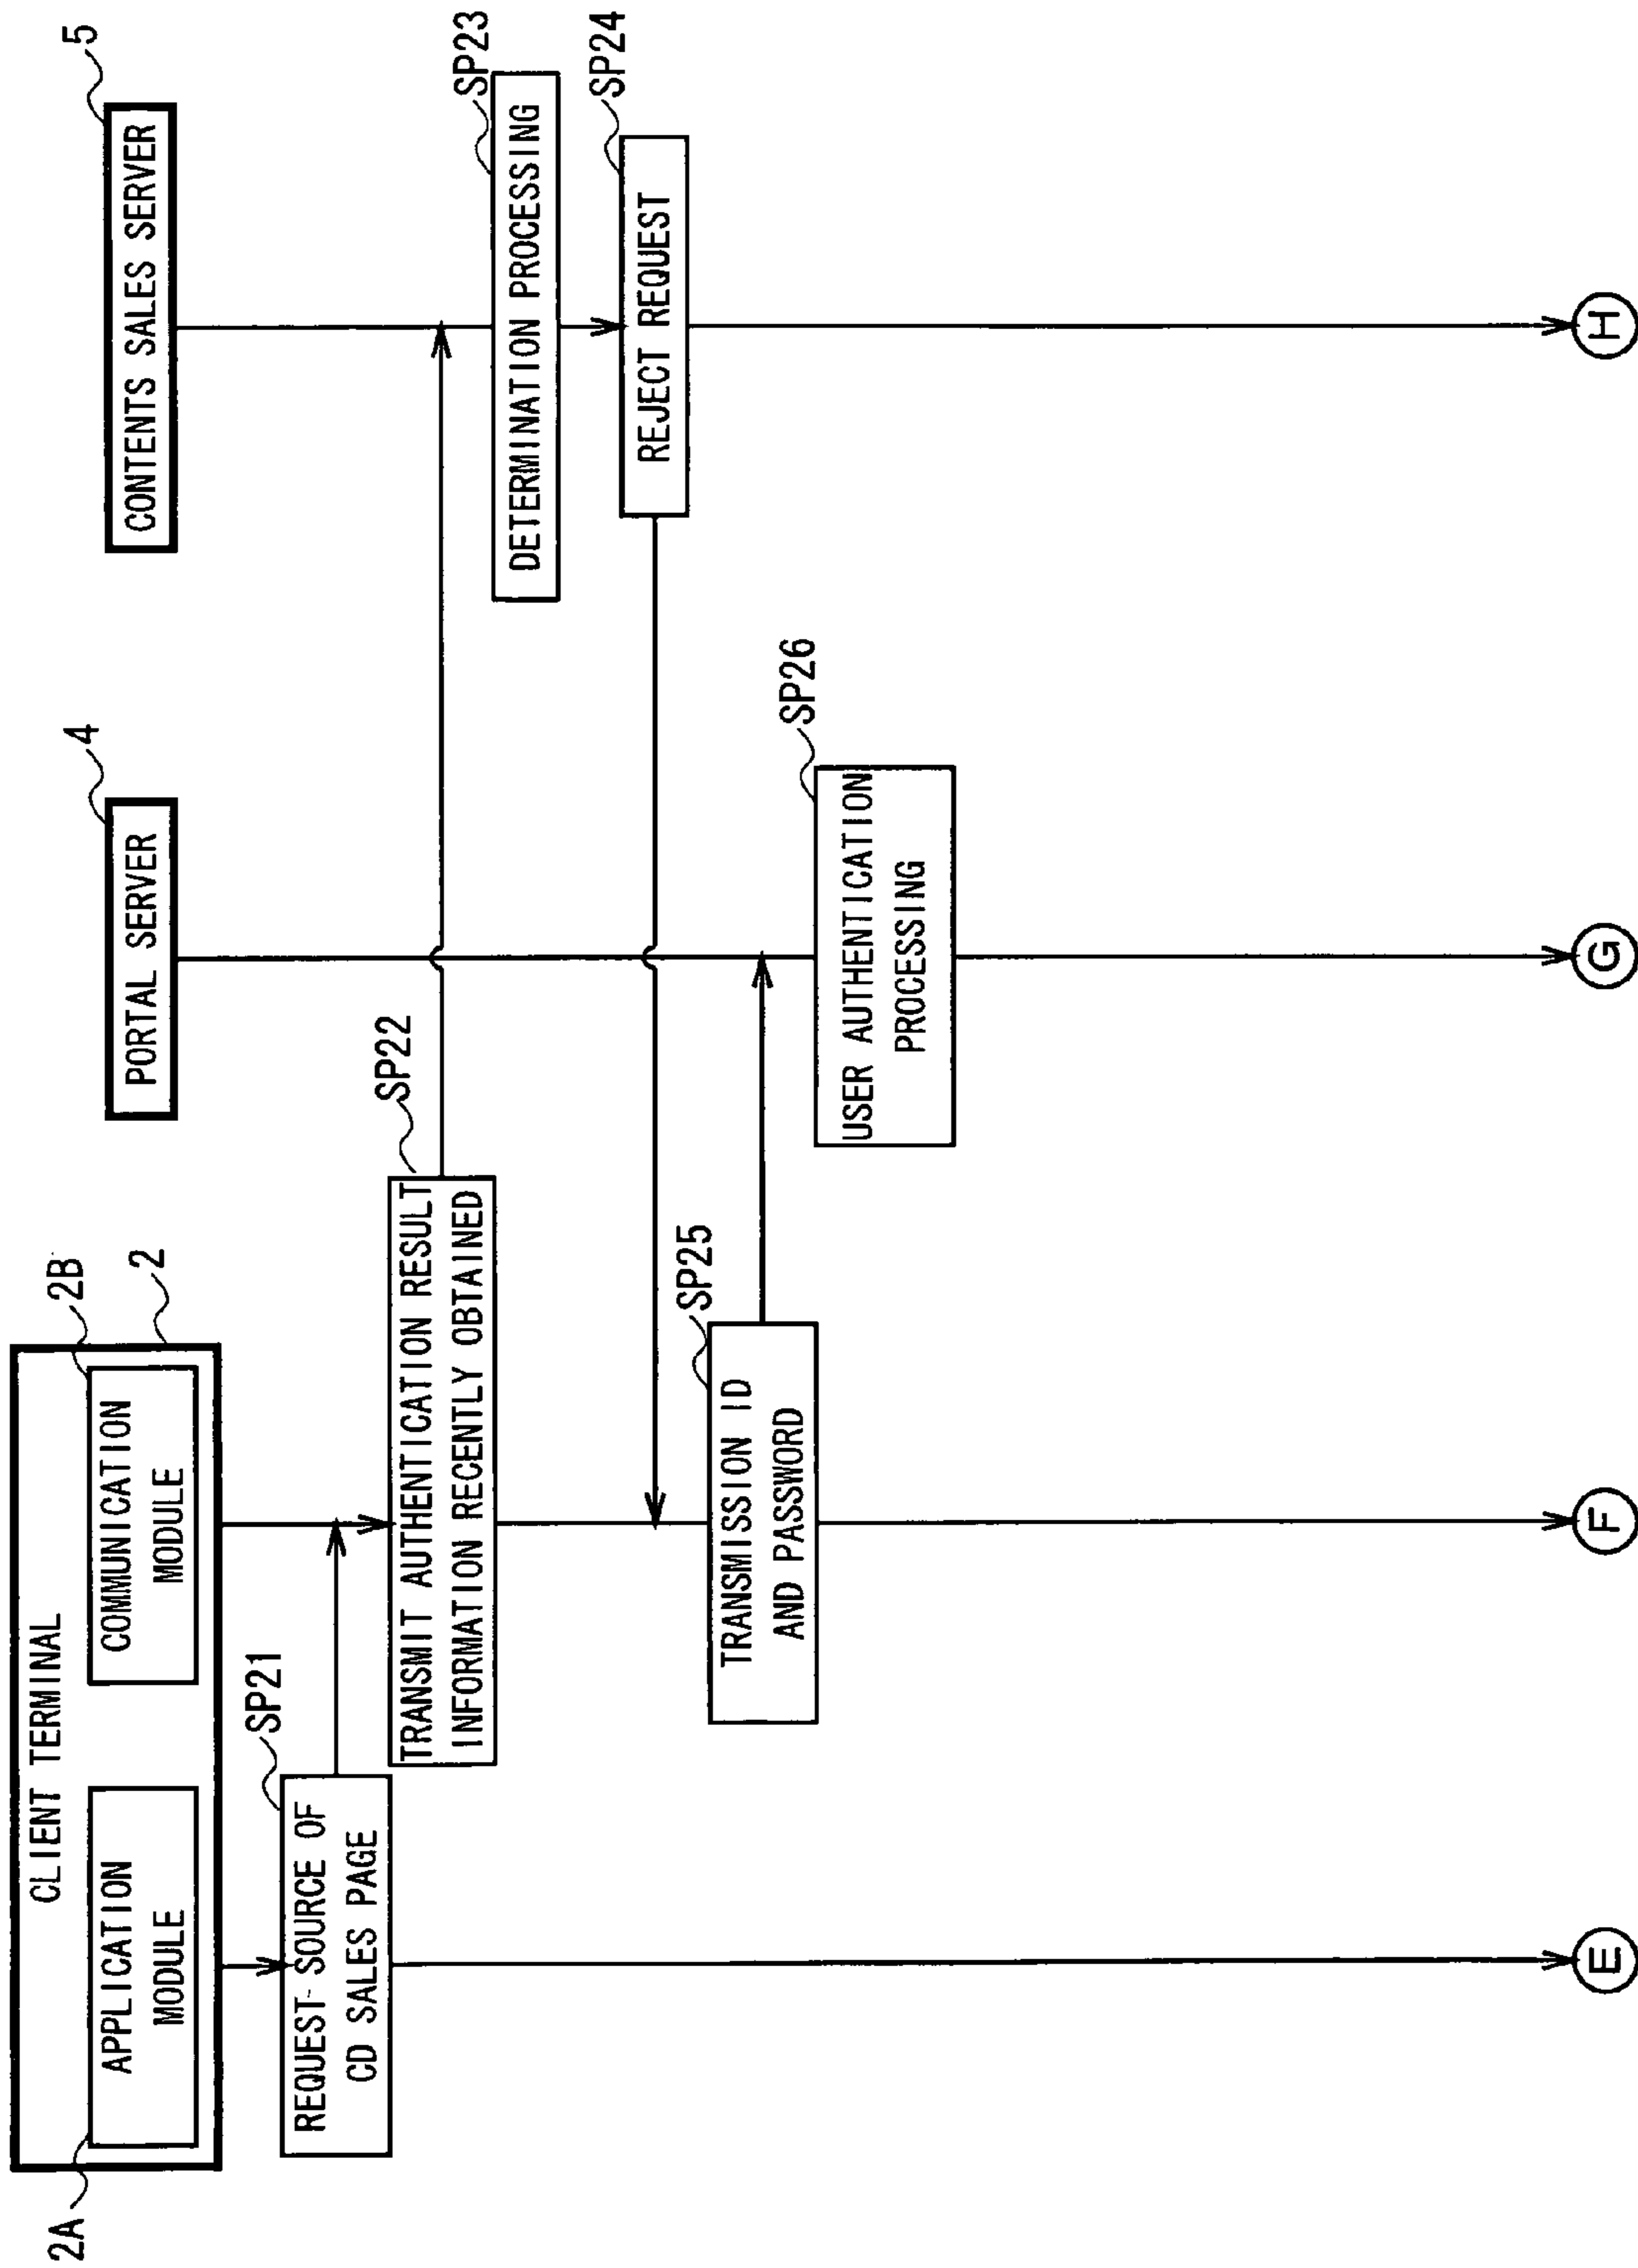 CLIENT TERMINAL
2A
APPLICATION
MODULE
COMMUNICATION
MODULE
2B
2
PORTAL SERVER
4
CONTENTS SALES SERVER
5
SP21
REQUEST SOURCE OF
CD SALES PAGE
SP22
TRANSMIT AUTHENTICATION RESULT
INFORMATION RECENTLY OBTAINED
SP23
DETERMINATION PROCESSING
SP24
REJECT REQUEST
SP25
TRANSMISSION ID
AND PASSWORD
SP26
USER AUTHENTICATION
PROCESSING
E
F
G
H